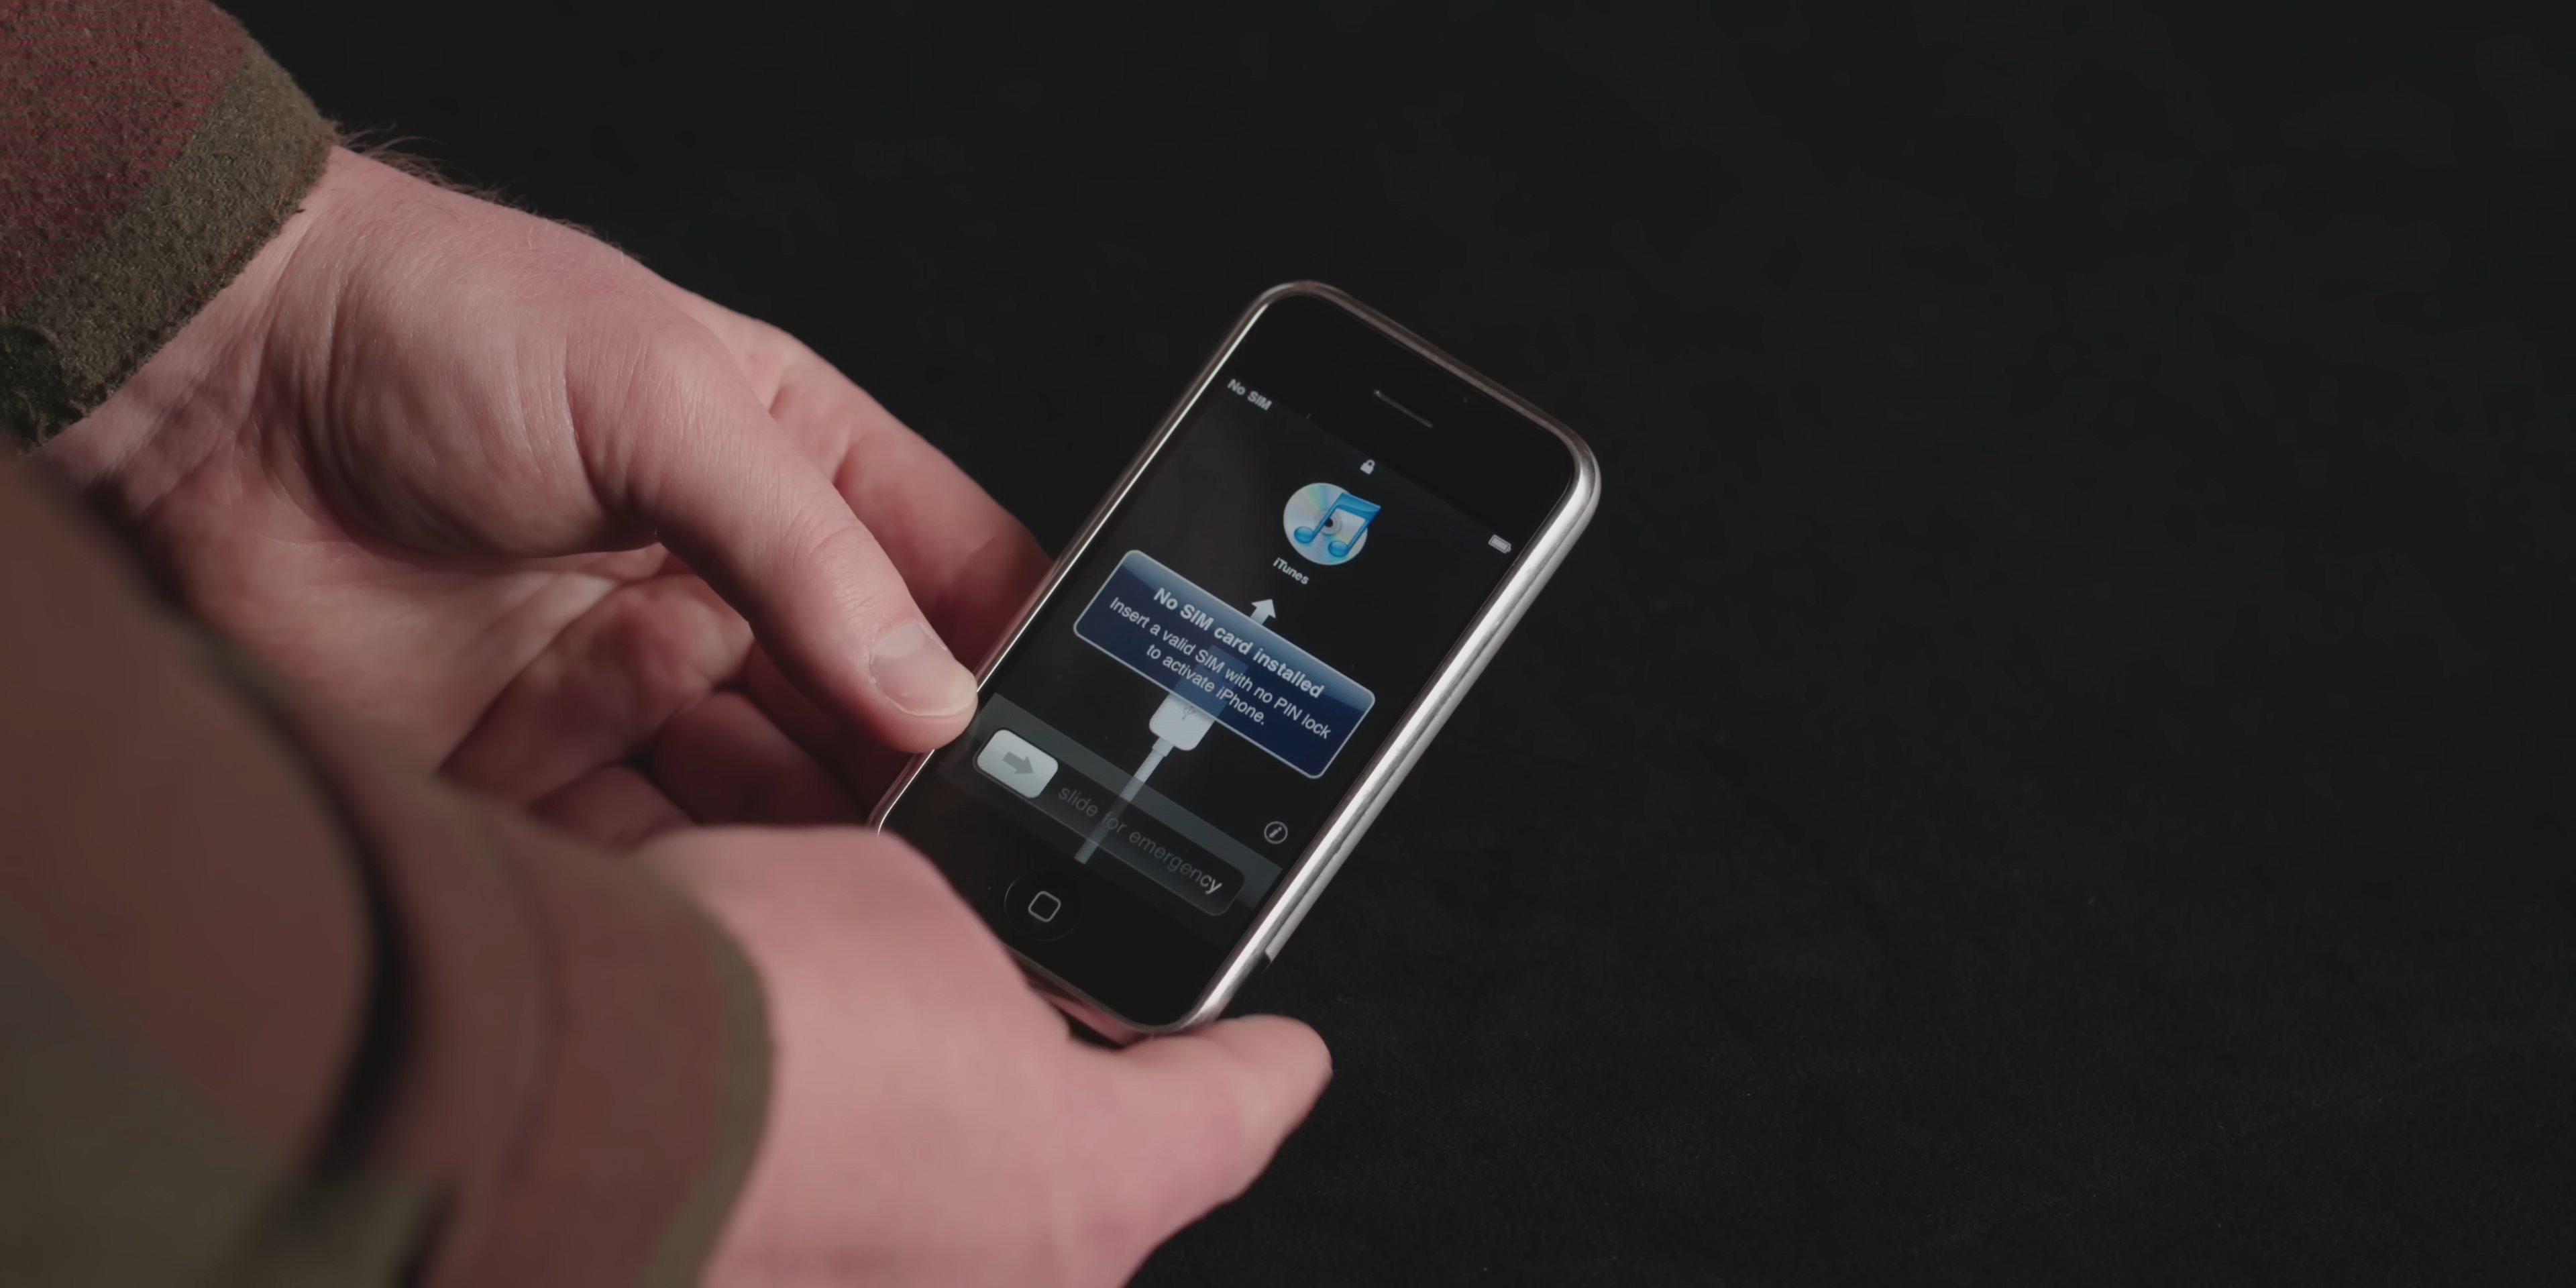 No SIM
iTunes
No SIM card installed
Insert a valid SIM with no PIN lock
to activate iPhone.
slide for emergency